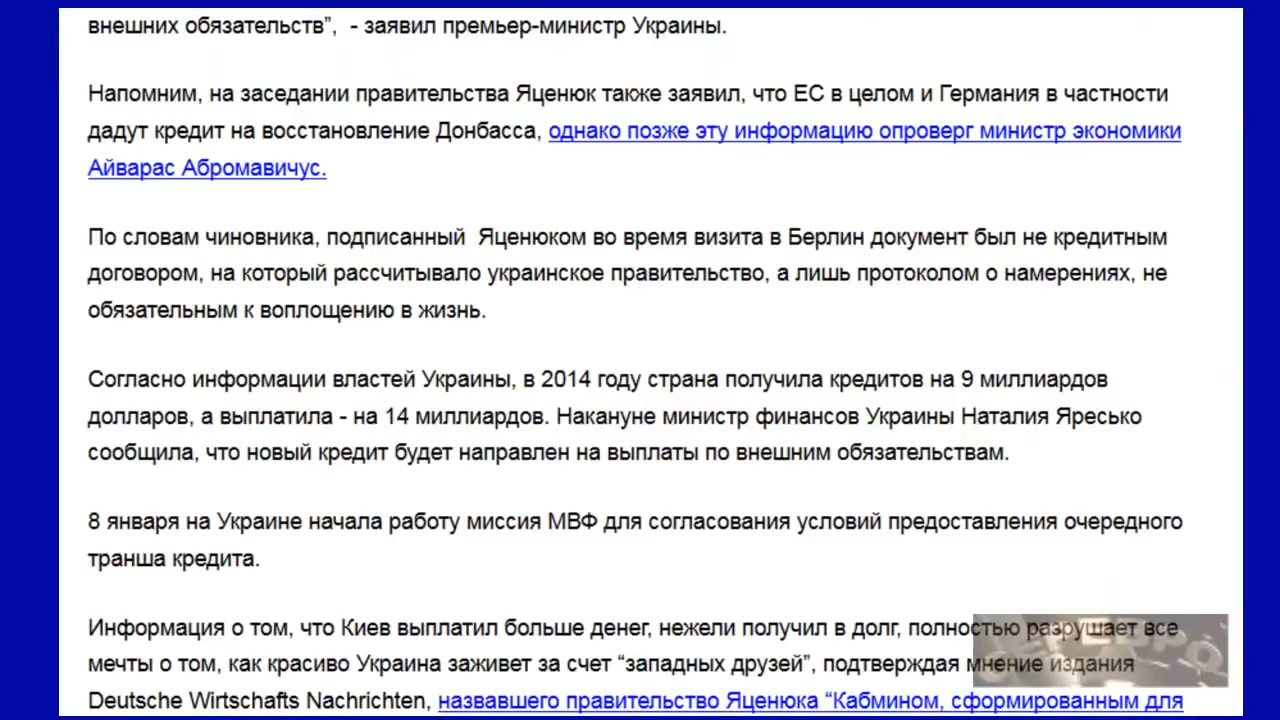 внешних обязательств”,  - заявил премьер-министр Украины.
Напомним, на заседании правительства Яценюк также заявил, что ЕС в целом и Германия в частности
дадут кредит на восстановление Донбасса, однако позже эту информацию опроверг министр экономики
Айварас Абромавичус.
По словам чиновника, подписанный  Яценюком во время визита в Берлин документ был не кредитным
договором, на который рассчитывало украинское правительство, а лишь протоколом о намерениях, не
обязательным к воплощению в жизнь.
Согласно информации властей Украины, в 2014 году страна получила кредитов на 9 миллиардов
долларов, а выплатила - на 14 миллиардов. Накануне министр финансов Украины Наталия Яресько
сообщила, что новый кредит будет направлен на выплаты по внешним обязательствам.
8 января на Украине начала работу миссия МВФ для согласования условий предоставления очередного
транша кредита.
Информация о том, что Киев выплатил больше денег, нежели получил в долг, полностью разрушает все
мечты о том, как красиво Украина заживет за счет “западных друзей”, подтверждая мнение издания
Deutsche Wirtschafts Nachrichten, назвавшего правительство Яценюка “Кабмином, сформированным для